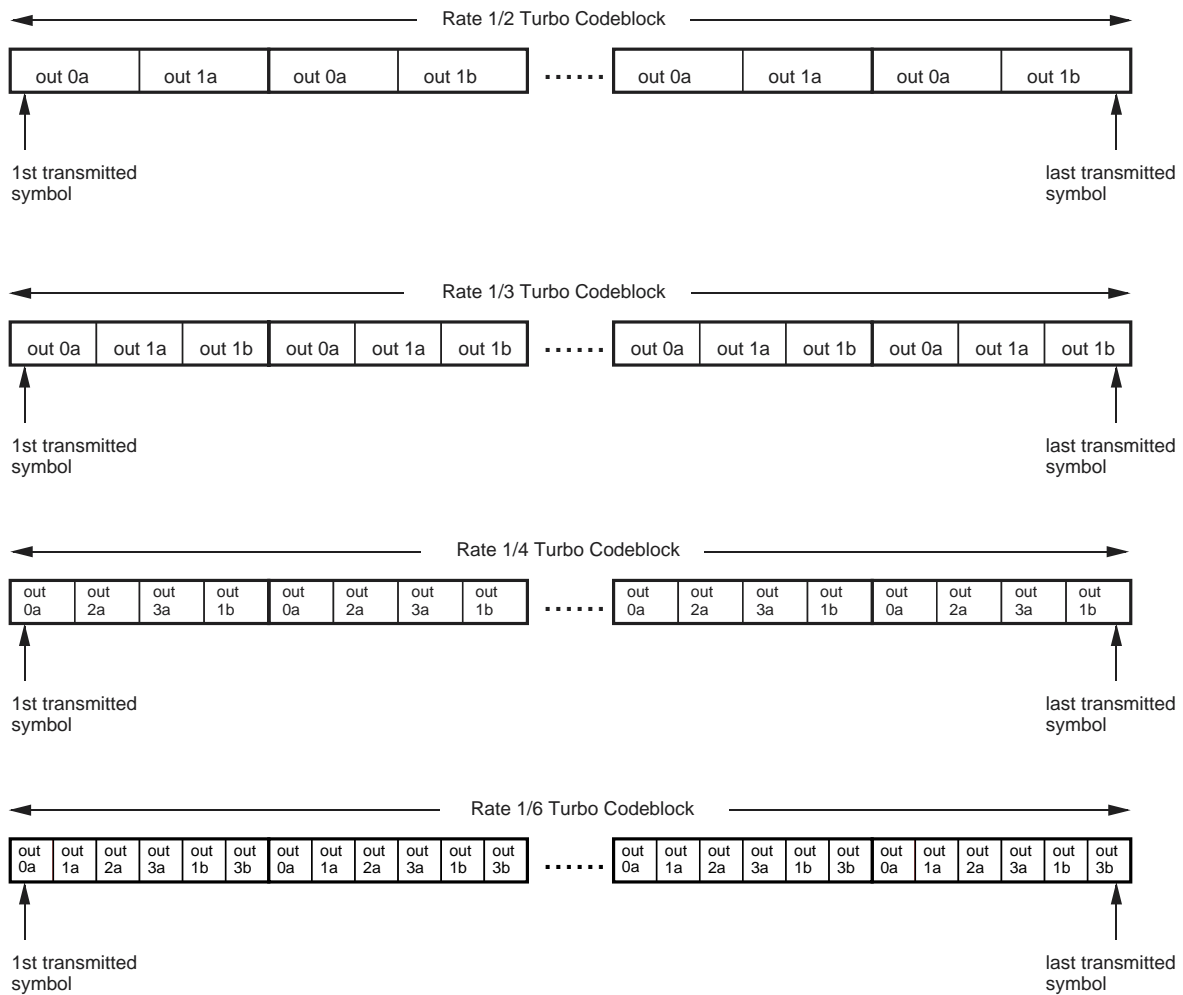 Rate 1/2 Turbo Codeblock
out 0a out 1a out 0a out 1b ...... out 0a out 1a out 0a out 1b
1st transmitted symbol
last transmitted symbol
Rate 1/3 Turbo Codeblock
out 0a out 1a out 1b out 0a out 1a out 1b ...... out 0a out 1a out 1b out 0a out 1a out 1b
1st transmitted symbol
last transmitted symbol
Rate 1/4 Turbo Codeblock
out 0a out 2a out 3a out 1b out 0a out 2a out 3a out 1b ...... out 0a out 2a out 3a out 1b out 0a out 2a out 3a out 1b
1st transmitted symbol
last transmitted symbol
Rate 1/6 Turbo Codeblock
out 0a out 1a out 2a out 3a out 1b out 3b out 0a out 1a out 2a out 3a out 1b out 3b ...... out 0a out 1a out 2a out 3a out 1b out 3b out 0a out 1a out 2a out 3a out 1b out 3b
1st transmitted symbol
last transmitted symbol